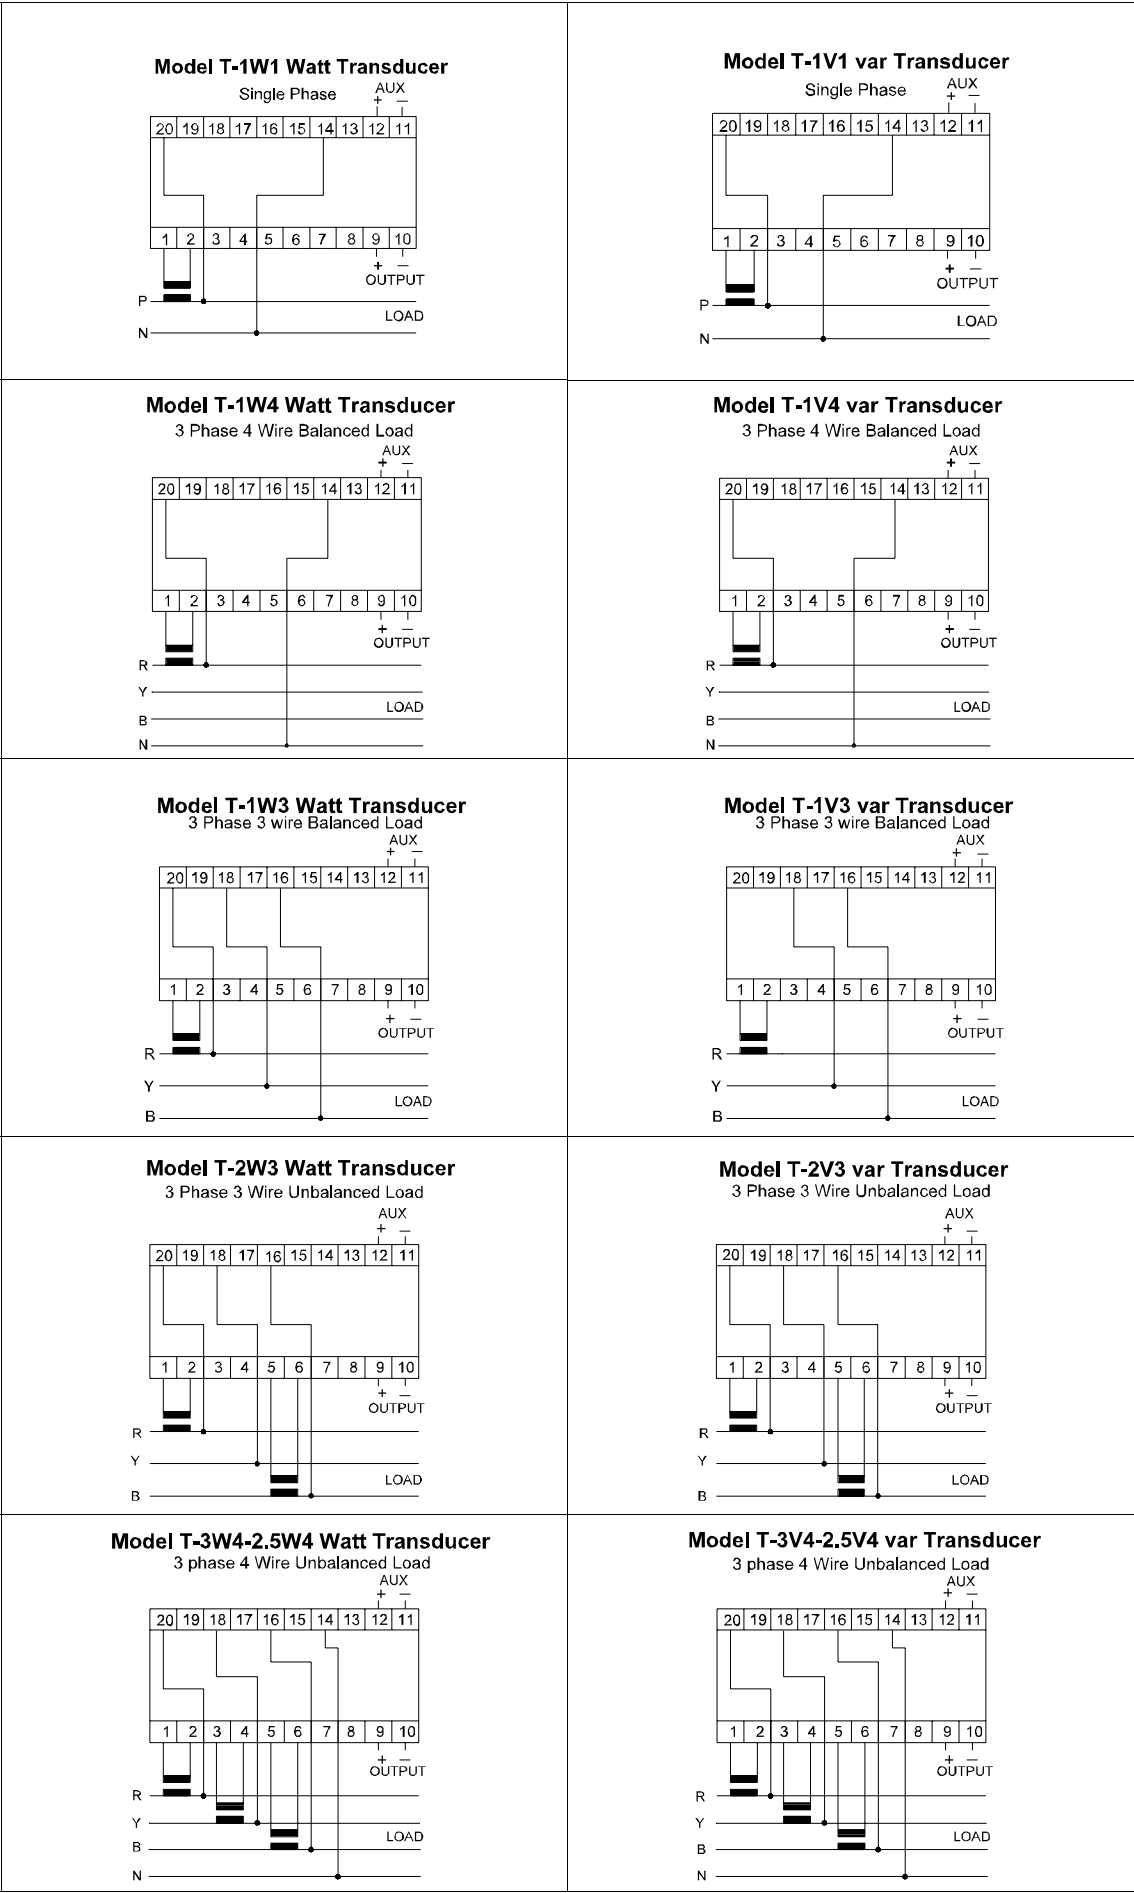 Model T-1W1 Watt Transducer
Single Phase
AUX
+ —
20 19 18 17 16 15 14 13 12 11
1 2 3 4 5 6 7 8 9 10
+ —
OUTPUT
P
LOAD
N
Model T-1V1 var Transducer
Single Phase
AUX
+ —
20 19 18 17 16 15 14 13 12 11
1 2 3 4 5 6 7 8 9 10
+ —
OUTPUT
P
LOAD
N
Model T-1W4 Watt Transducer
3 Phase 4 Wire Balanced Load
AUX
+ —
20 19 18 17 16 15 14 13 12 11
1 2 3 4 5 6 7 8 9 10
+ —
OUTPUT
R
Y
LOAD
B
N
Model T-1V4 var Transducer
3 Phase 4 Wire Balanced Load
AUX
+ —
20 19 18 17 16 15 14 13 12 11
1 2 3 4 5 6 7 8 9 10
+ —
OUTPUT
R
Y
LOAD
B
N
Model T-1W3 Watt Transducer
3 Phase 3 wire Balanced Load
AUX
+ —
20 19 18 17 16 15 14 13 12 11
1 2 3 4 5 6 7 8 9 10
+ —
OUTPUT
R
Y
LOAD
B
Model T-1V3 var Transducer
3 Phase 3 wire Balanced Load
AUX
+ —
20 19 18 17 16 15 14 13 12 11
1 2 3 4 5 6 7 8 9 10
+ —
OUTPUT
R
Y
LOAD
B
Model T-2W3 Watt Transducer
3 Phase 3 Wire Unbalanced Load
AUX
+ —
20 19 18 17 16 15 14 13 12 11
1 2 3 4 5 6 7 8 9 10
+ —
OUTPUT
R
Y
LOAD
B
Model T-2V3 var Transducer
3 Phase 3 Wire Unbalanced Load
AUX
+ —
20 19 18 17 16 15 14 13 12 11
1 2 3 4 5 6 7 8 9 10
+ —
OUTPUT
R
Y
LOAD
B
Model T-3W4-2.5W4 Watt Transducer
3 phase 4 Wire Unbalanced Load
AUX
+ —
20 19 18 17 16 15 14 13 12 11
1 2 3 4 5 6 7 8 9 10
+ —
OUTPUT
R
Y
LOAD
B
N
Model T-3V4-2.5V4 var Transducer
3 phase 4 Wire Unbalanced Load
AUX
+ —
20 19 18 17 16 15 14 13 12 11
1 2 3 4 5 6 7 8 9 10
+ —
OUTPUT
R
Y
LOAD
B
N